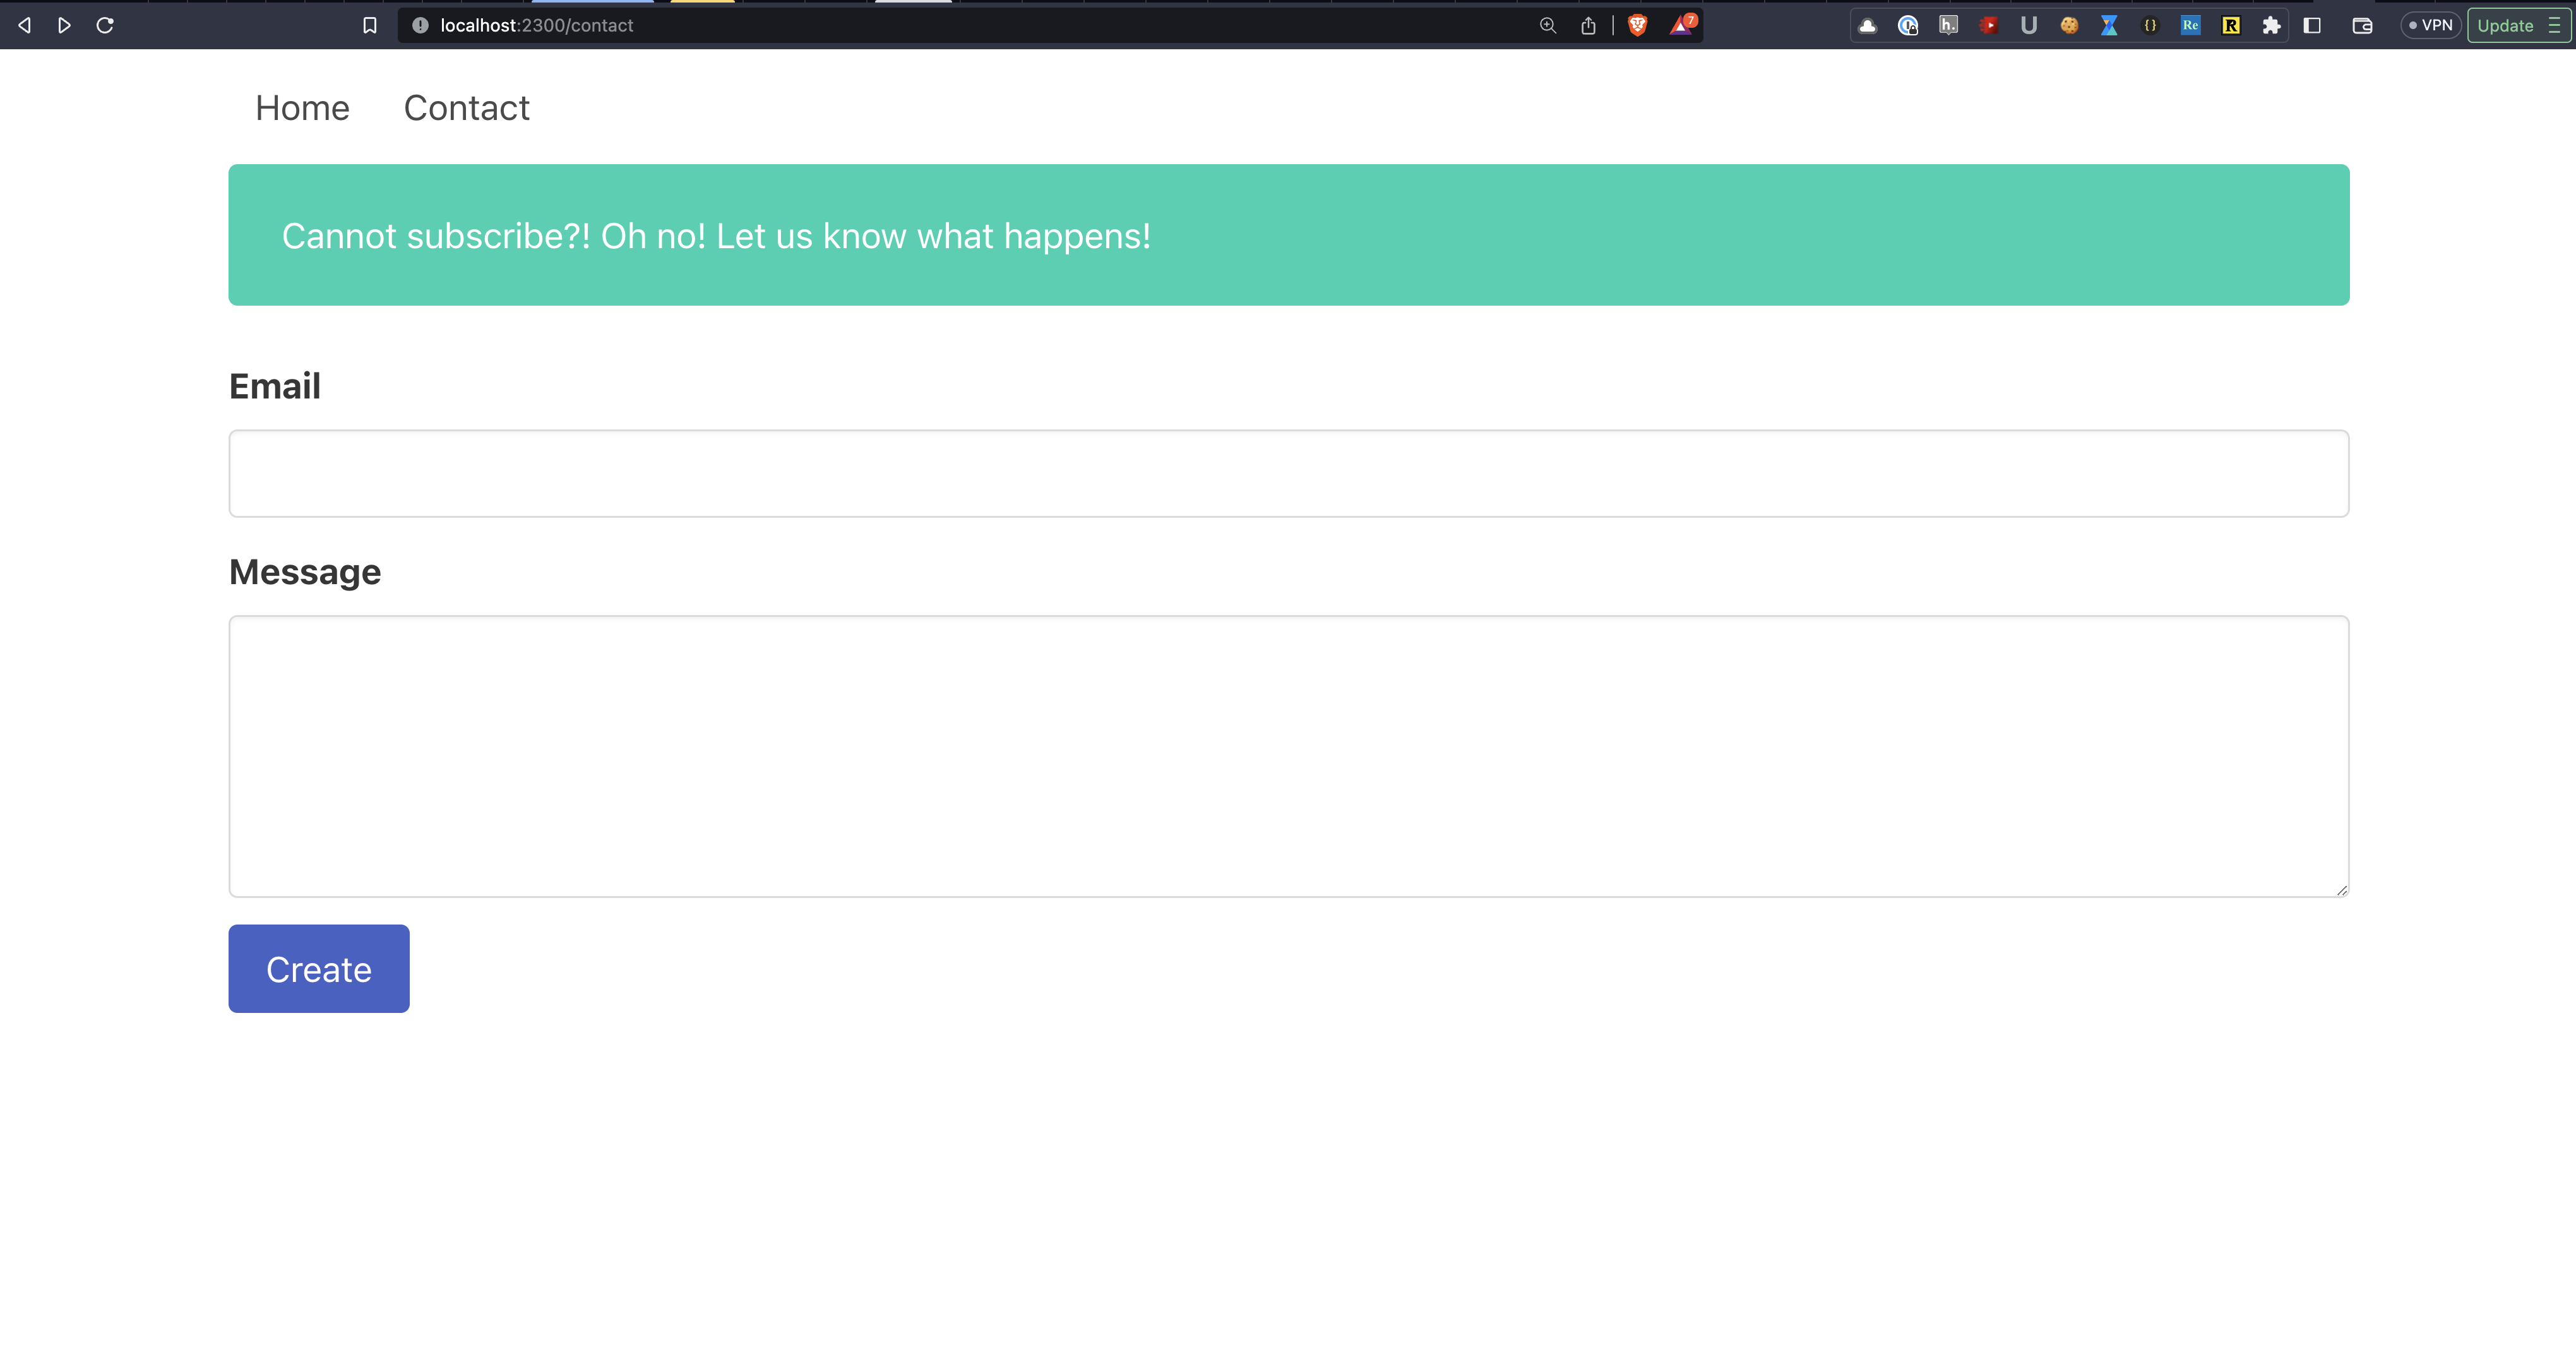 localhost:2300/contact
7
h.
U
{}
Re
R
VPN
Update
Home Contact
Cannot subscribe?! Oh no! Let us know what happens!
Email
Message
Create